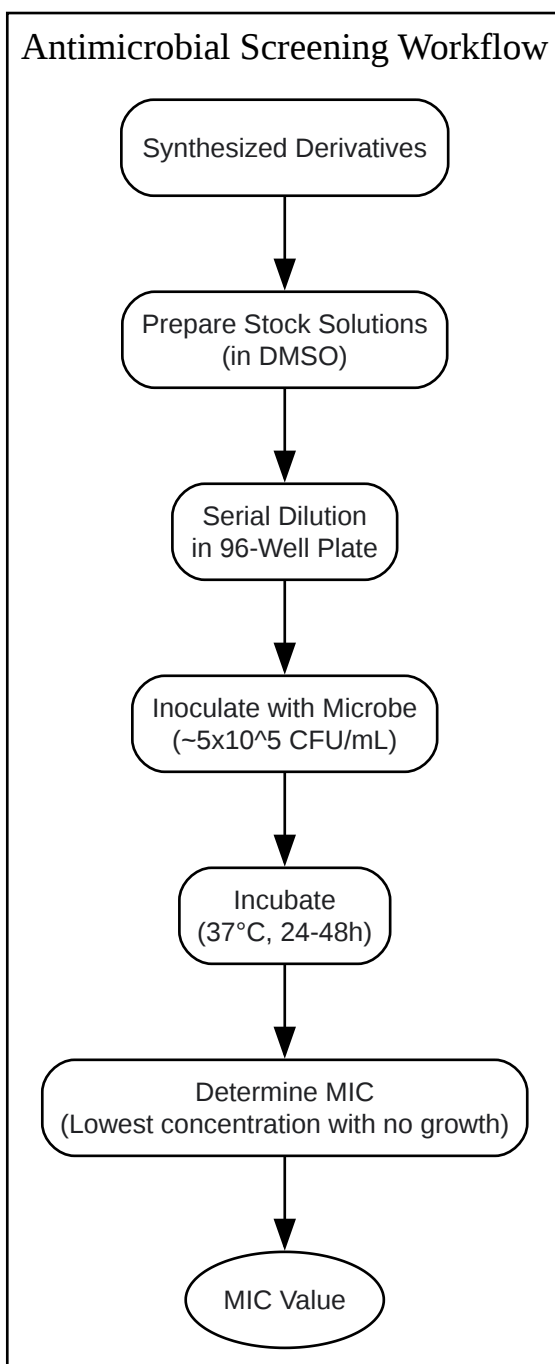 Antimicrobial Screening Workflow
Synthesized Derivatives
Prepare Stock Solutions
(in DMSO)
Serial Dilution
in 96-Well Plate
Inoculate with Microbe
(~5x10^5 CFU/mL)
Incubate
(37°C, 24-48h)
Determine MIC
(Lowest concentration with no growth)
MIC Value